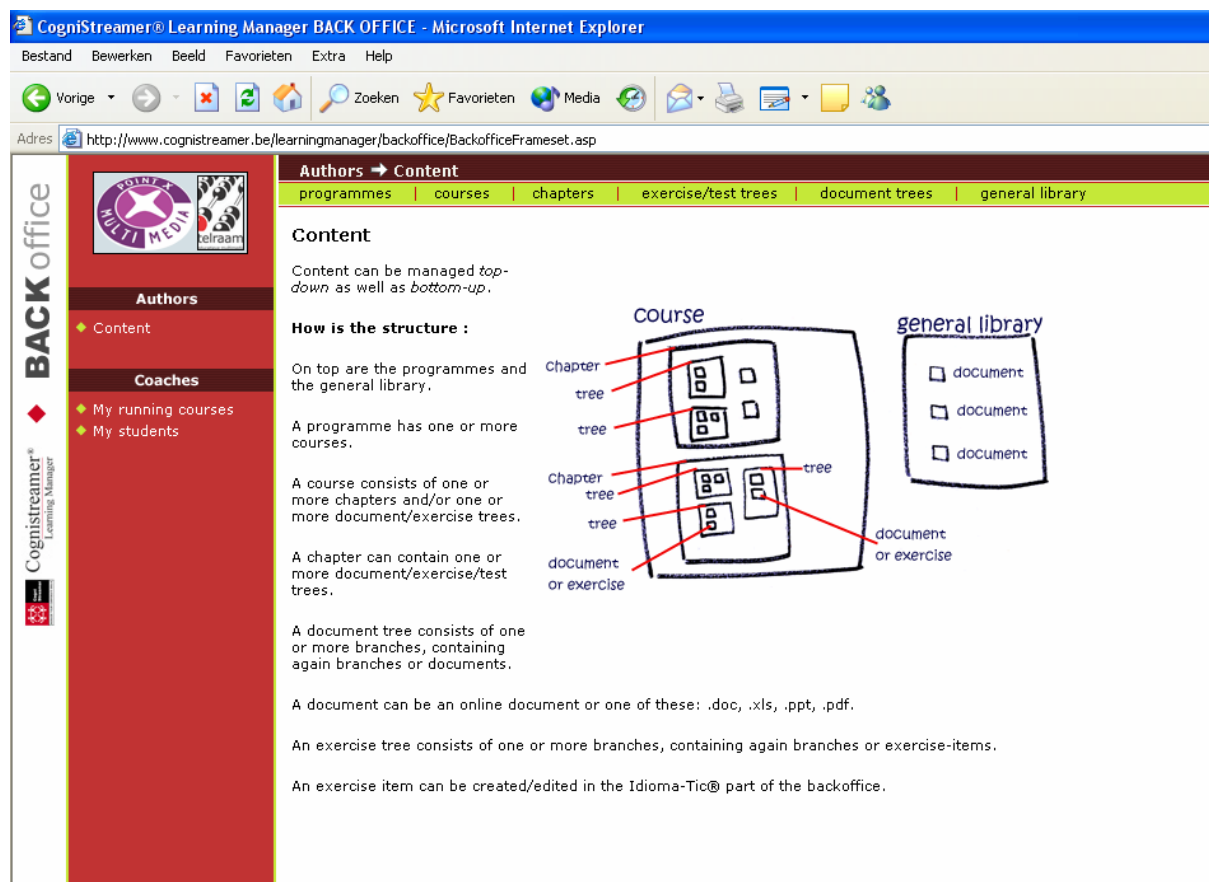 CogniStreamer® Learning Manager BACK OFFICE - Microsoft Internet Explorer
Bestand Bewerken Beeld Favorieten Extra Help
Vorige Zoeken Favorieten Media
Adres http://www.cognistreamer.be/learningmanager/backoffice/BackofficeFrameset.asp
BACKoffice
Cognistreamer®
Learning Manager
POINT X
MULTI MEDIA
telraam
Authors
Content
Coaches
My running courses
My students
Authors ➔ Content
programmes | courses | chapters | exercise/test trees | document trees | general library
Content
Content can be managed top-
down as well as bottom-up.
How is the structure :
On top are the programmes and
the general library.
A programme has one or more
courses.
A course consists of one or
more chapters and/or one or
more document/exercise trees.
A chapter can contain one or
more document/exercise/test
trees.
A document tree consists of one
or more branches, containing
again branches or documents.
course
Chapter
tree
tree
Chapter
tree
tree
tree
document
or exercise
document
or exercise
general library
document
document
document
A document can be an online document or one of these: .doc, .xls, .ppt, .pdf.
An exercise tree consists of one or more branches, containing again branches or exercise-items.
An exercise item can be created/edited in the Idioma-Tic® part of the backoffice.